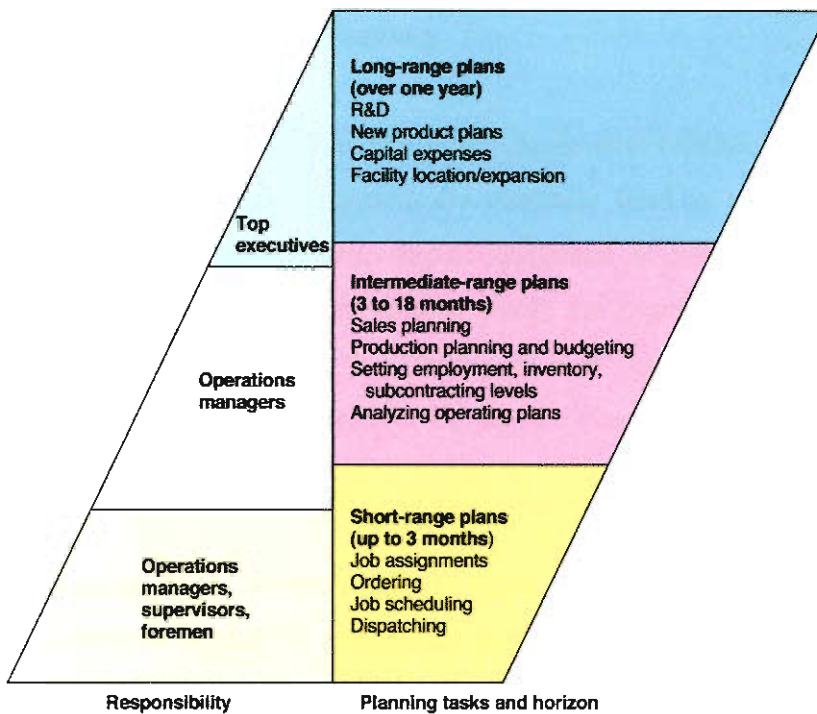 Long-range plans
(over one year)
R&D
New product plans
Capital expenses
Facility location/expansion
Top
executives
Intermediate-range plans
(3 to 18 months)
Sales planning
Production planning and budgeting
Setting employment, inventory,
subcontracting levels
Analyzing operating plans
Operations
managers
Short-range plans
(up to 3 months)
Job assignments
Ordering
Job scheduling
Dispatching
Operations
managers,
supervisors,
foremen
Responsibility
Planning tasks and horizon